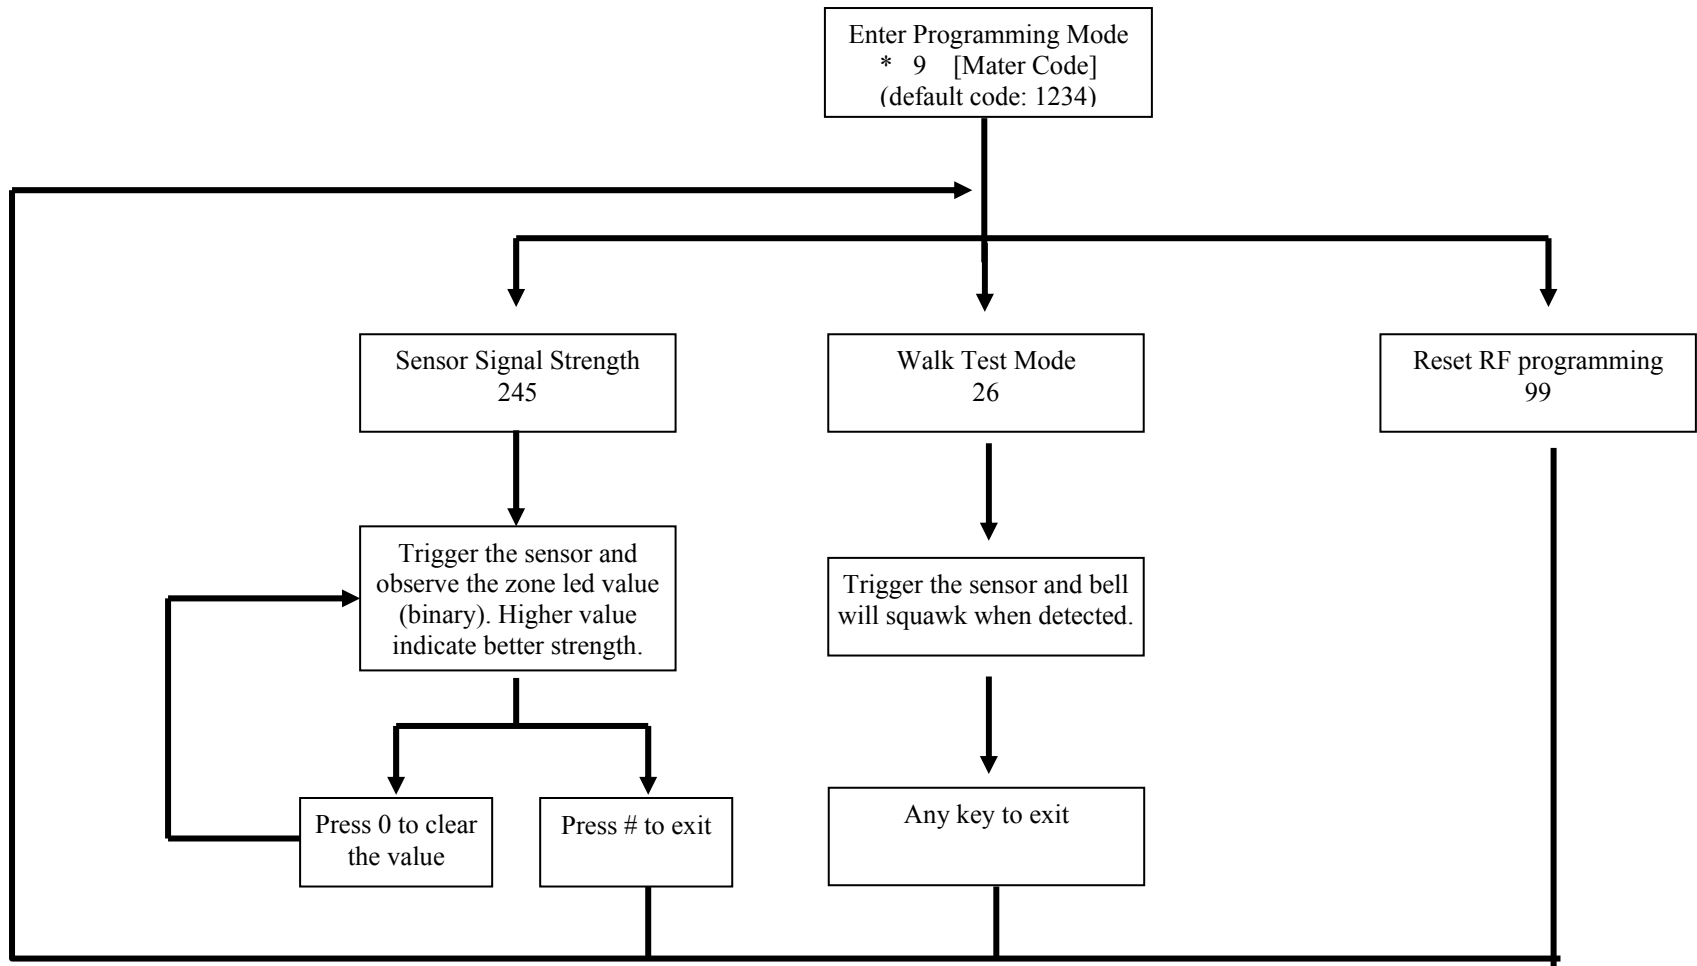 Enter Programming Mode
* 9 [Mater Code]
(default code: 1234)
Sensor Signal Strength
245
Walk Test Mode
26
Reset RF programming
99
Trigger the sensor and
observe the zone led value
(binary). Higher value
indicate better strength.
Trigger the sensor and bell
will squawk when detected.
Press 0 to clear
the value
Press # to exit
Any key to exit